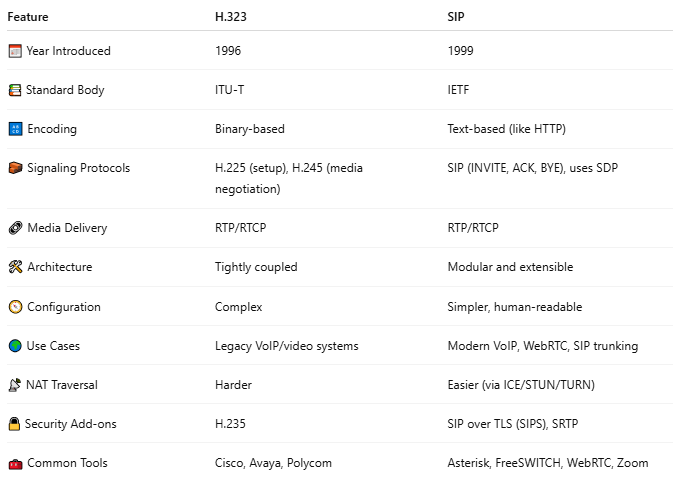 Feature H.323 SIP
Year Introduced 1996 1999
Standard Body ITU-T IETF
Encoding Binary-based Text-based (like HTTP)
Signaling Protocols H.225 (setup), H.245 (media SIP (INVITE, ACK, BYE), uses SDP
negotiation)
Media Delivery RTP/RTCP RTP/RTCP
Architecture Tightly coupled Modular and extensible
Configuration Complex Simpler, human-readable
Use Cases Legacy VoIP/video systems Modern VoIP, WebRTC, SIP trunking
NAT Traversal Harder Easier (via ICE/STUN/TURN)
Security Add-ons H.235 SIP over TLS (SIPS), SRTP
Common Tools Cisco, Avaya, Polycom Asterisk, FreeSWITCH, WebRTC, Zoom